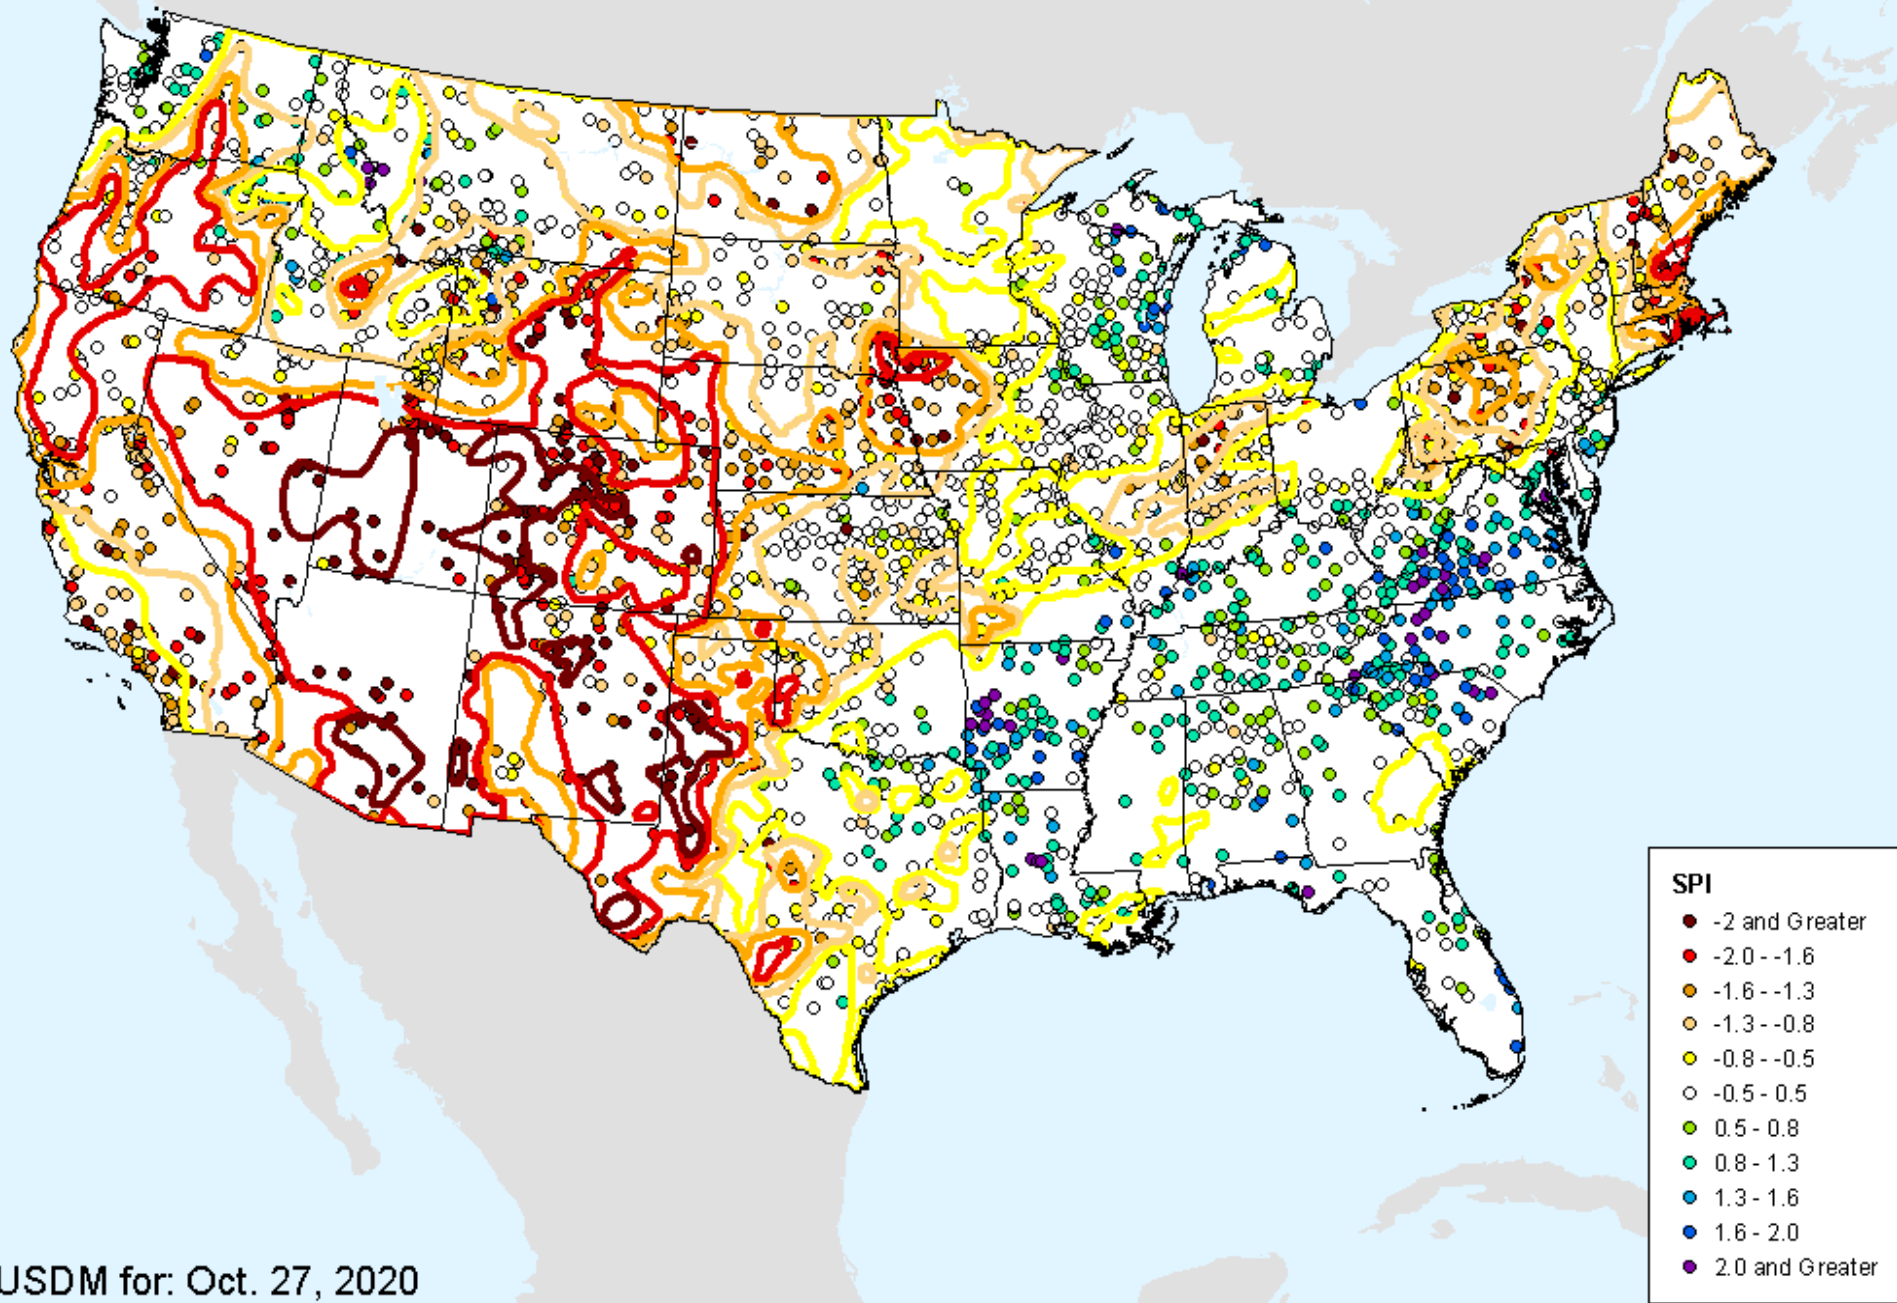 SPI
-2 and Greater
-2.0 - -1.6
-1.6 - -1.3
-1.3 - -0.8
-0.8 - -0.5
-0.5 - 0.5
0.5 - 0.8
0.8 - 1.3
1.3 - 1.6
1.6 - 2.0
2.0 and Greater
USDM for: Oct. 27, 2020